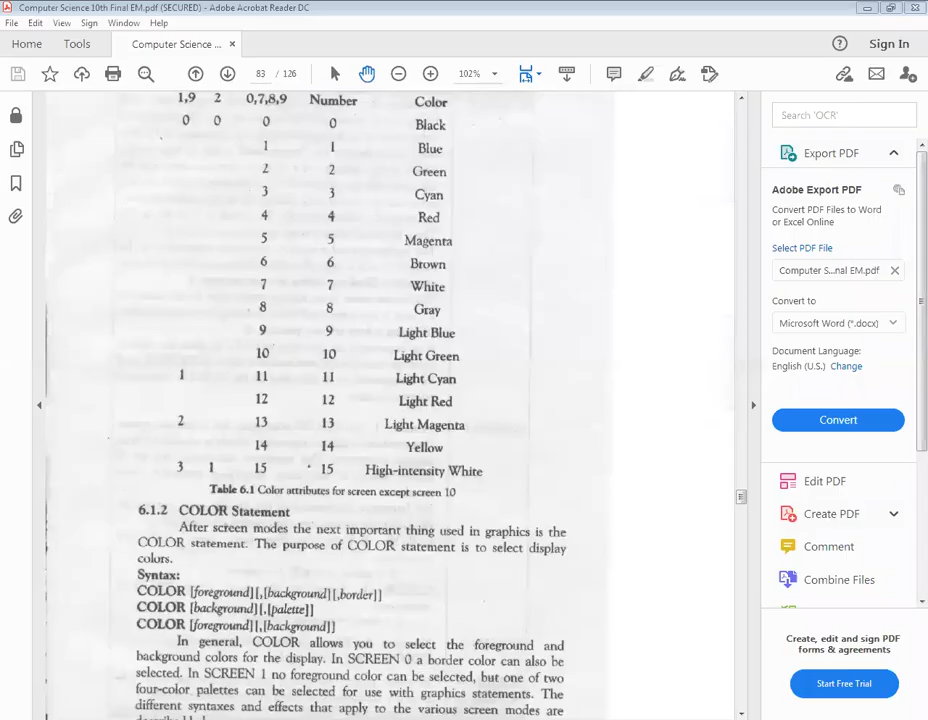 Computer Science 10th Final EM.pdf (SECURED) - Adobe Acrobat Reader DC
File Edit View Sign Window Help
Home Tools Computer Science ... × Sign In
83 / 126 102%
1,9 2 0,7,8,9 Number Color
0 0 0 0 Black
1 1 Blue
2 2 Green
3 3 Cyan
4 4 Red
5 5 Magenta
6 6 Brown
7 7 White
8 8 Gray
9 9 Light Blue
10 10 Light Green
1 11 11 Light Cyan
12 12 Light Red
2 13 13 Light Magenta
14 14 Yellow
3 1 15 15 High-intensity White
Table 6.1 Color attributes for screen except screen 10
6.1.2 COLOR Statement
After screen modes the next important thing used in graphics is the
COLOR statement. The purpose of COLOR statement is to select display
colors.
Syntax:
COLOR [foreground][,[background][,border]]
COLOR [background][,[palette]]
COLOR [foreground][,[background]]
In general, COLOR allows you to select the foreground and
background colors for the display. In SCREEN 0 a border color can also be
selected. In SCREEN 1 no foreground color can be selected, but one of two
four-color palettes can be selected for use with graphics statements. The
different syntaxes and effects that apply to the various screen modes are
Search 'OCR'
Export PDF
Adobe Export PDF
Convert PDF Files to Word
or Excel Online
Select PDF File
Computer S...nal EM.pdf ×
Convert to
Microsoft Word (*.docx)
Document Language:
English (U.S.) Change
Convert
Edit PDF
Create PDF
Comment
Combine Files
Create, edit and sign PDF
forms & agreements
Start Free Trial